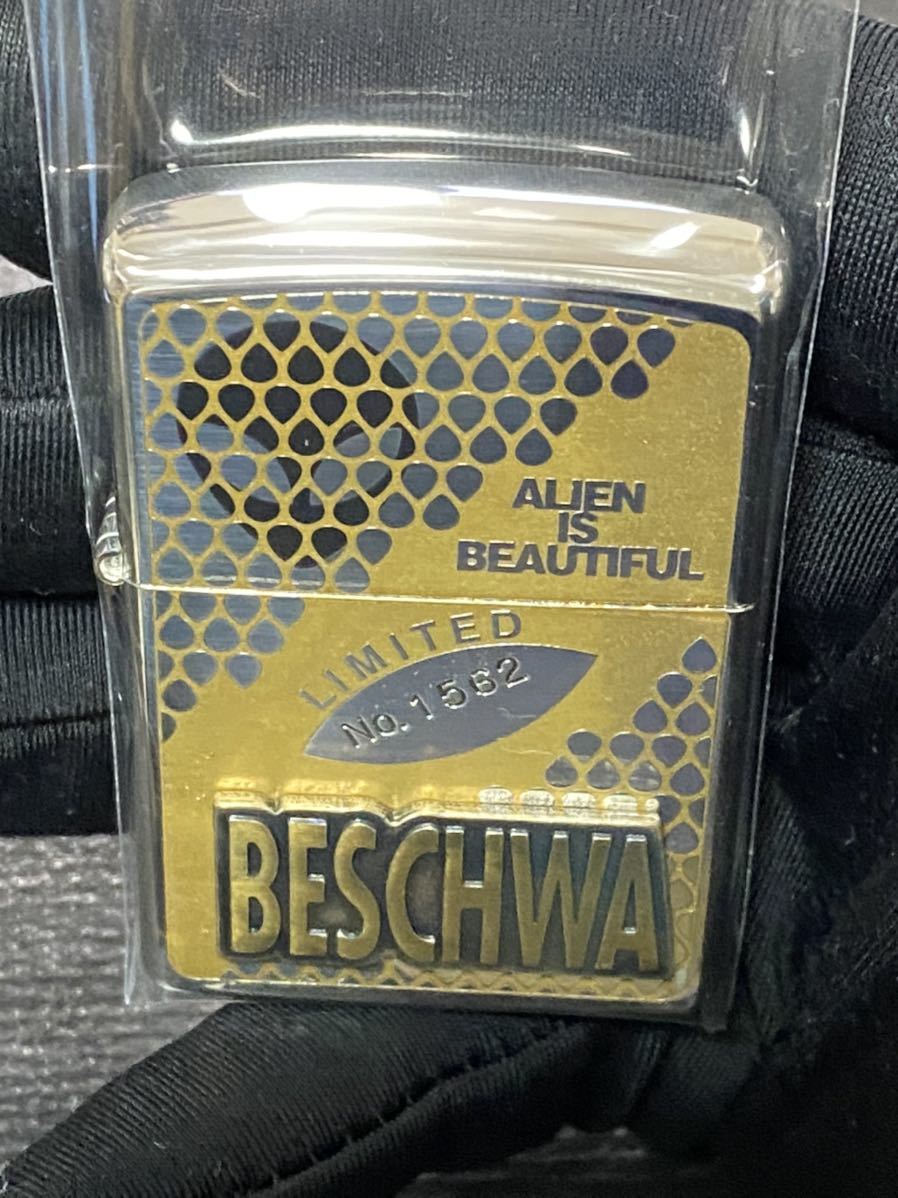 ALIEN
IS
BEAUTIFUL
LIMITED
No.1562
BESCHWA